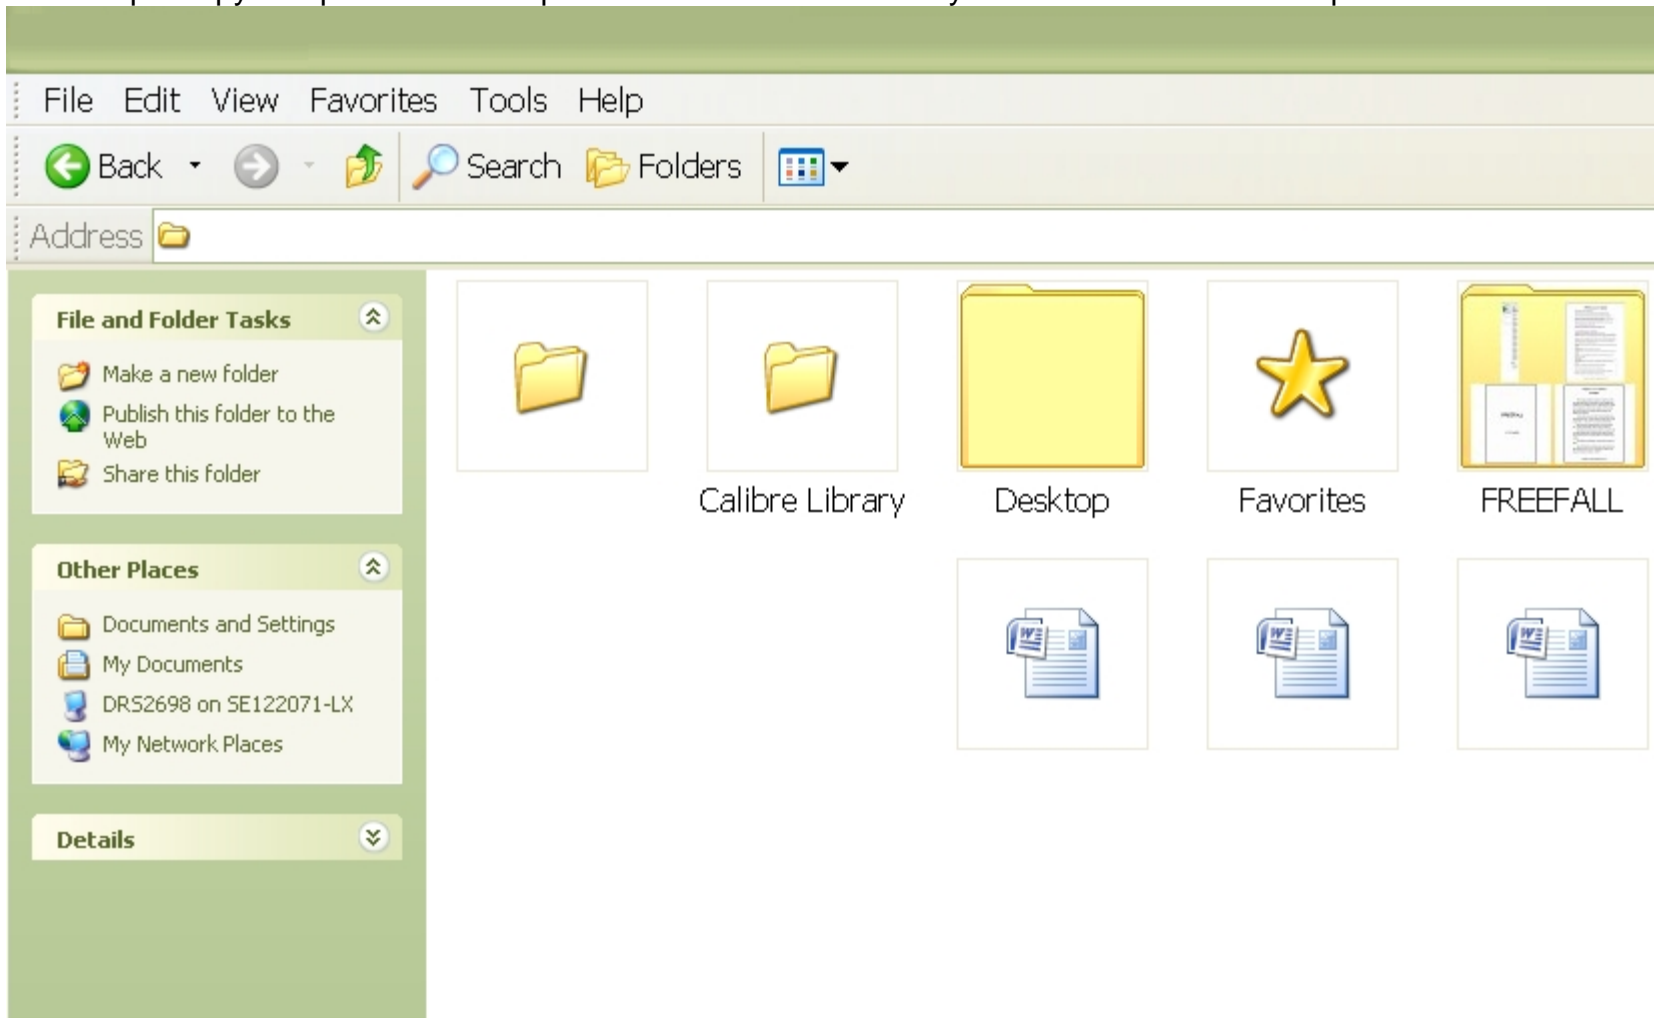 File Edit View Favorites Tools Help
Back Search Folders
Address
File and Folder Tasks
Make a new folder
Publish this folder to the
Web
Share this folder
Other Places
Documents and Settings
My Documents
DRS2698 on SE122071-LX
My Network Places
Details
Calibre Library Desktop Favorites FREEFALL